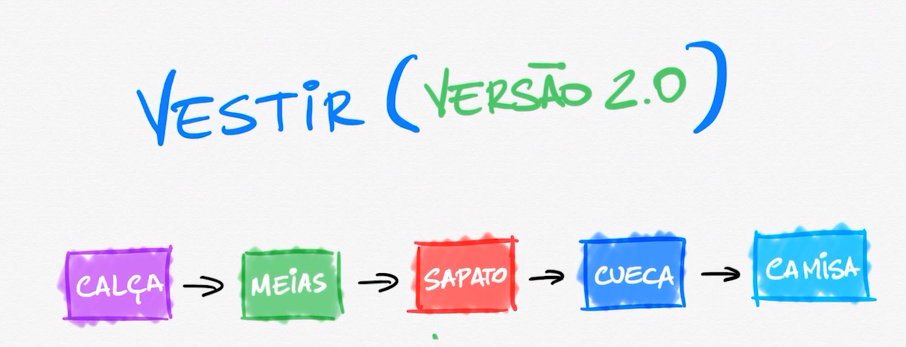 VESTIR (VERSÃO 2.0)
CALÇA → MEIAS → SAPATO → CUECA → CAMISA